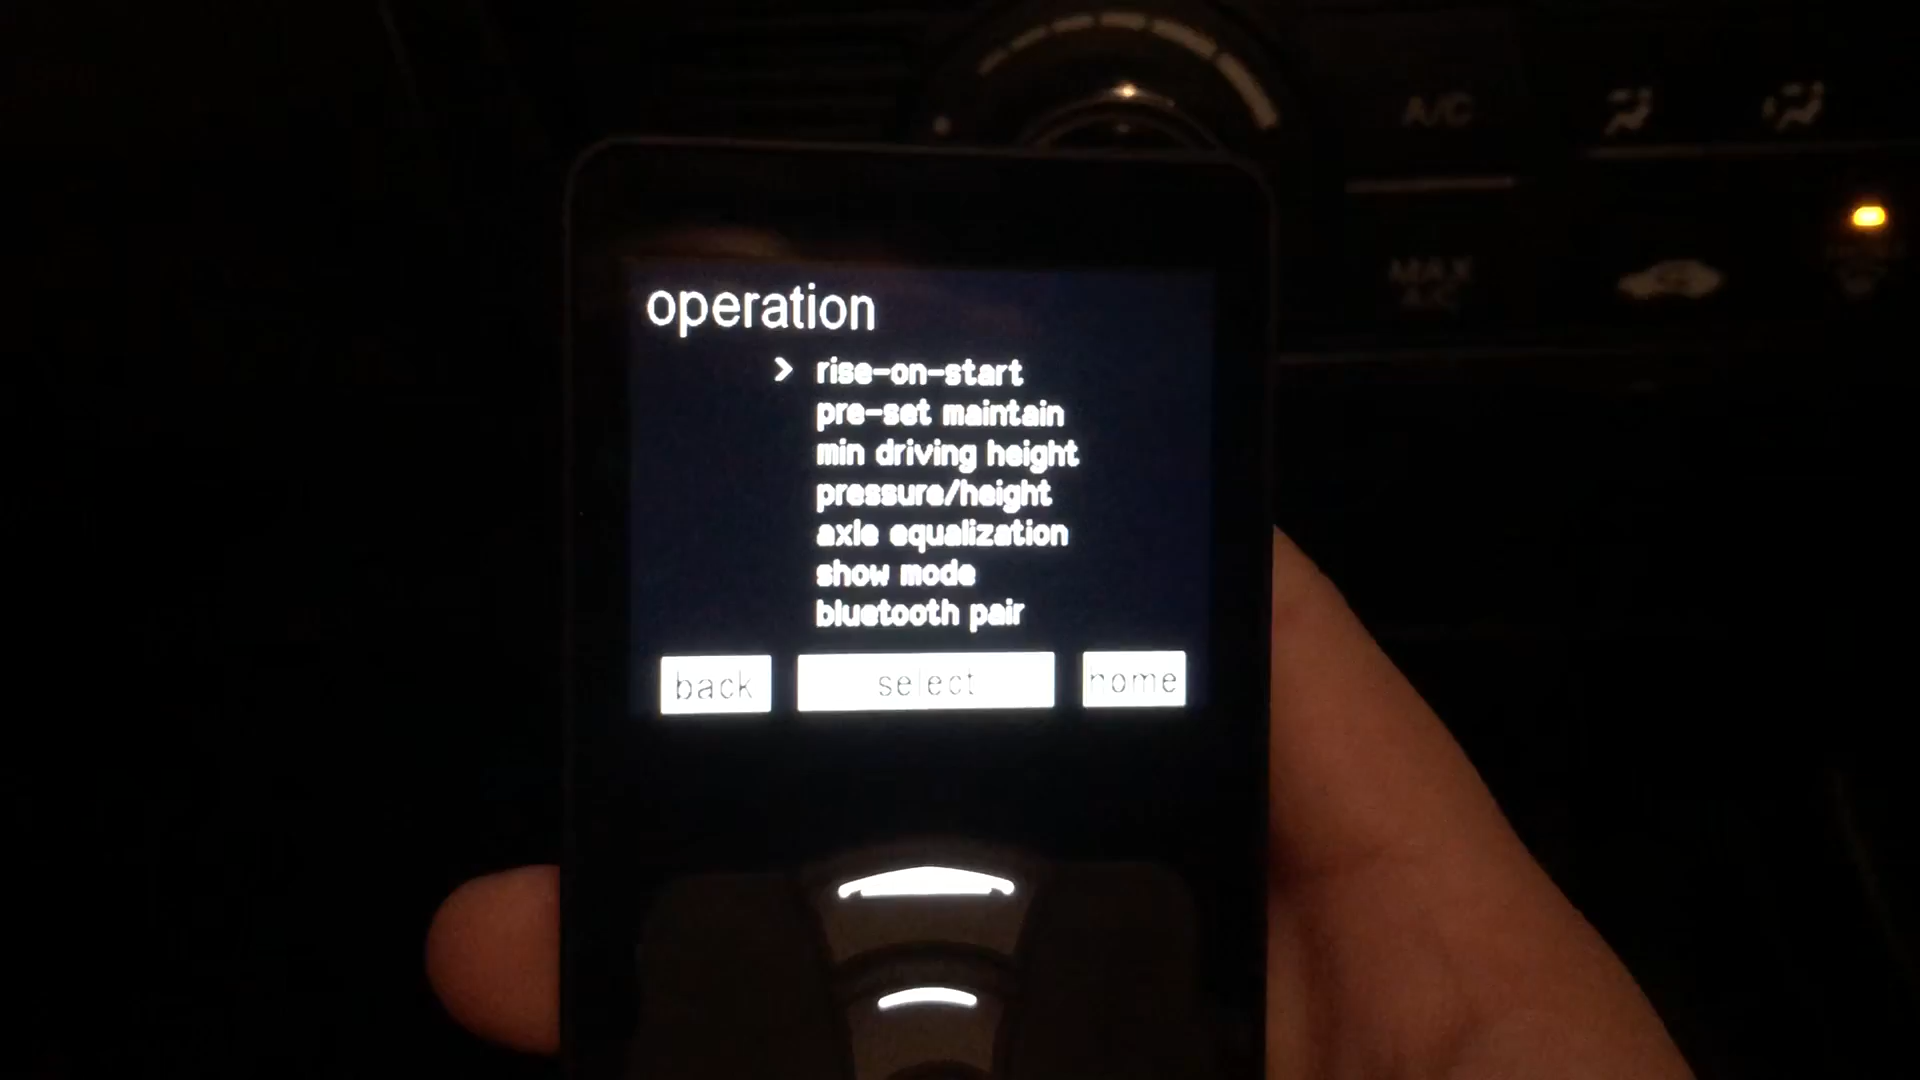 A/C
MAX
A/C
operation
> rise-on-start
pre-set maintain
min driving height
pressure/height
axle equalization
show mode
bluetooth pair
back select home